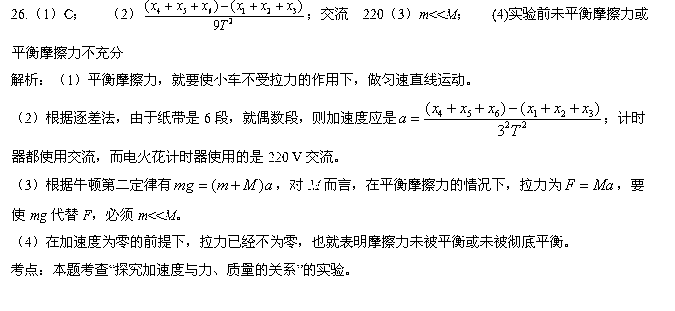 26.（1）C；　（2）\frac{(x_4+x_5+x_6)-(x_1+x_2+x_3)}{9T^2}；交流　220（3）m<<M；　(4)实验前未平衡摩擦力或
平衡摩擦力不充分
解析：（1）平衡摩擦力，就要使小车不受拉力的作用下，做匀速直线运动。
（2）根据逐差法，由于纸带是 6 段，就偶数段，则加速度应是 a=\frac{(x_4+x_5+x_6)-(x_1+x_2+x_3)}{3^2T^2}；计时
器都使用交流，而电火花计时器使用的是 220 V 交流。
（3）根据牛顿第二定律有 mg=(m+M)a，对 M 而言，在平衡摩擦力的情况下，拉力为 F=Ma，要
使 mg 代替 F，必须 m<<M。
（4）在加速度为零的前提下，拉力已经不为零，也就表明摩擦力未被平衡或未被彻底平衡。
考点：本题考查“探究加速度与力、质量的关系”的实验。